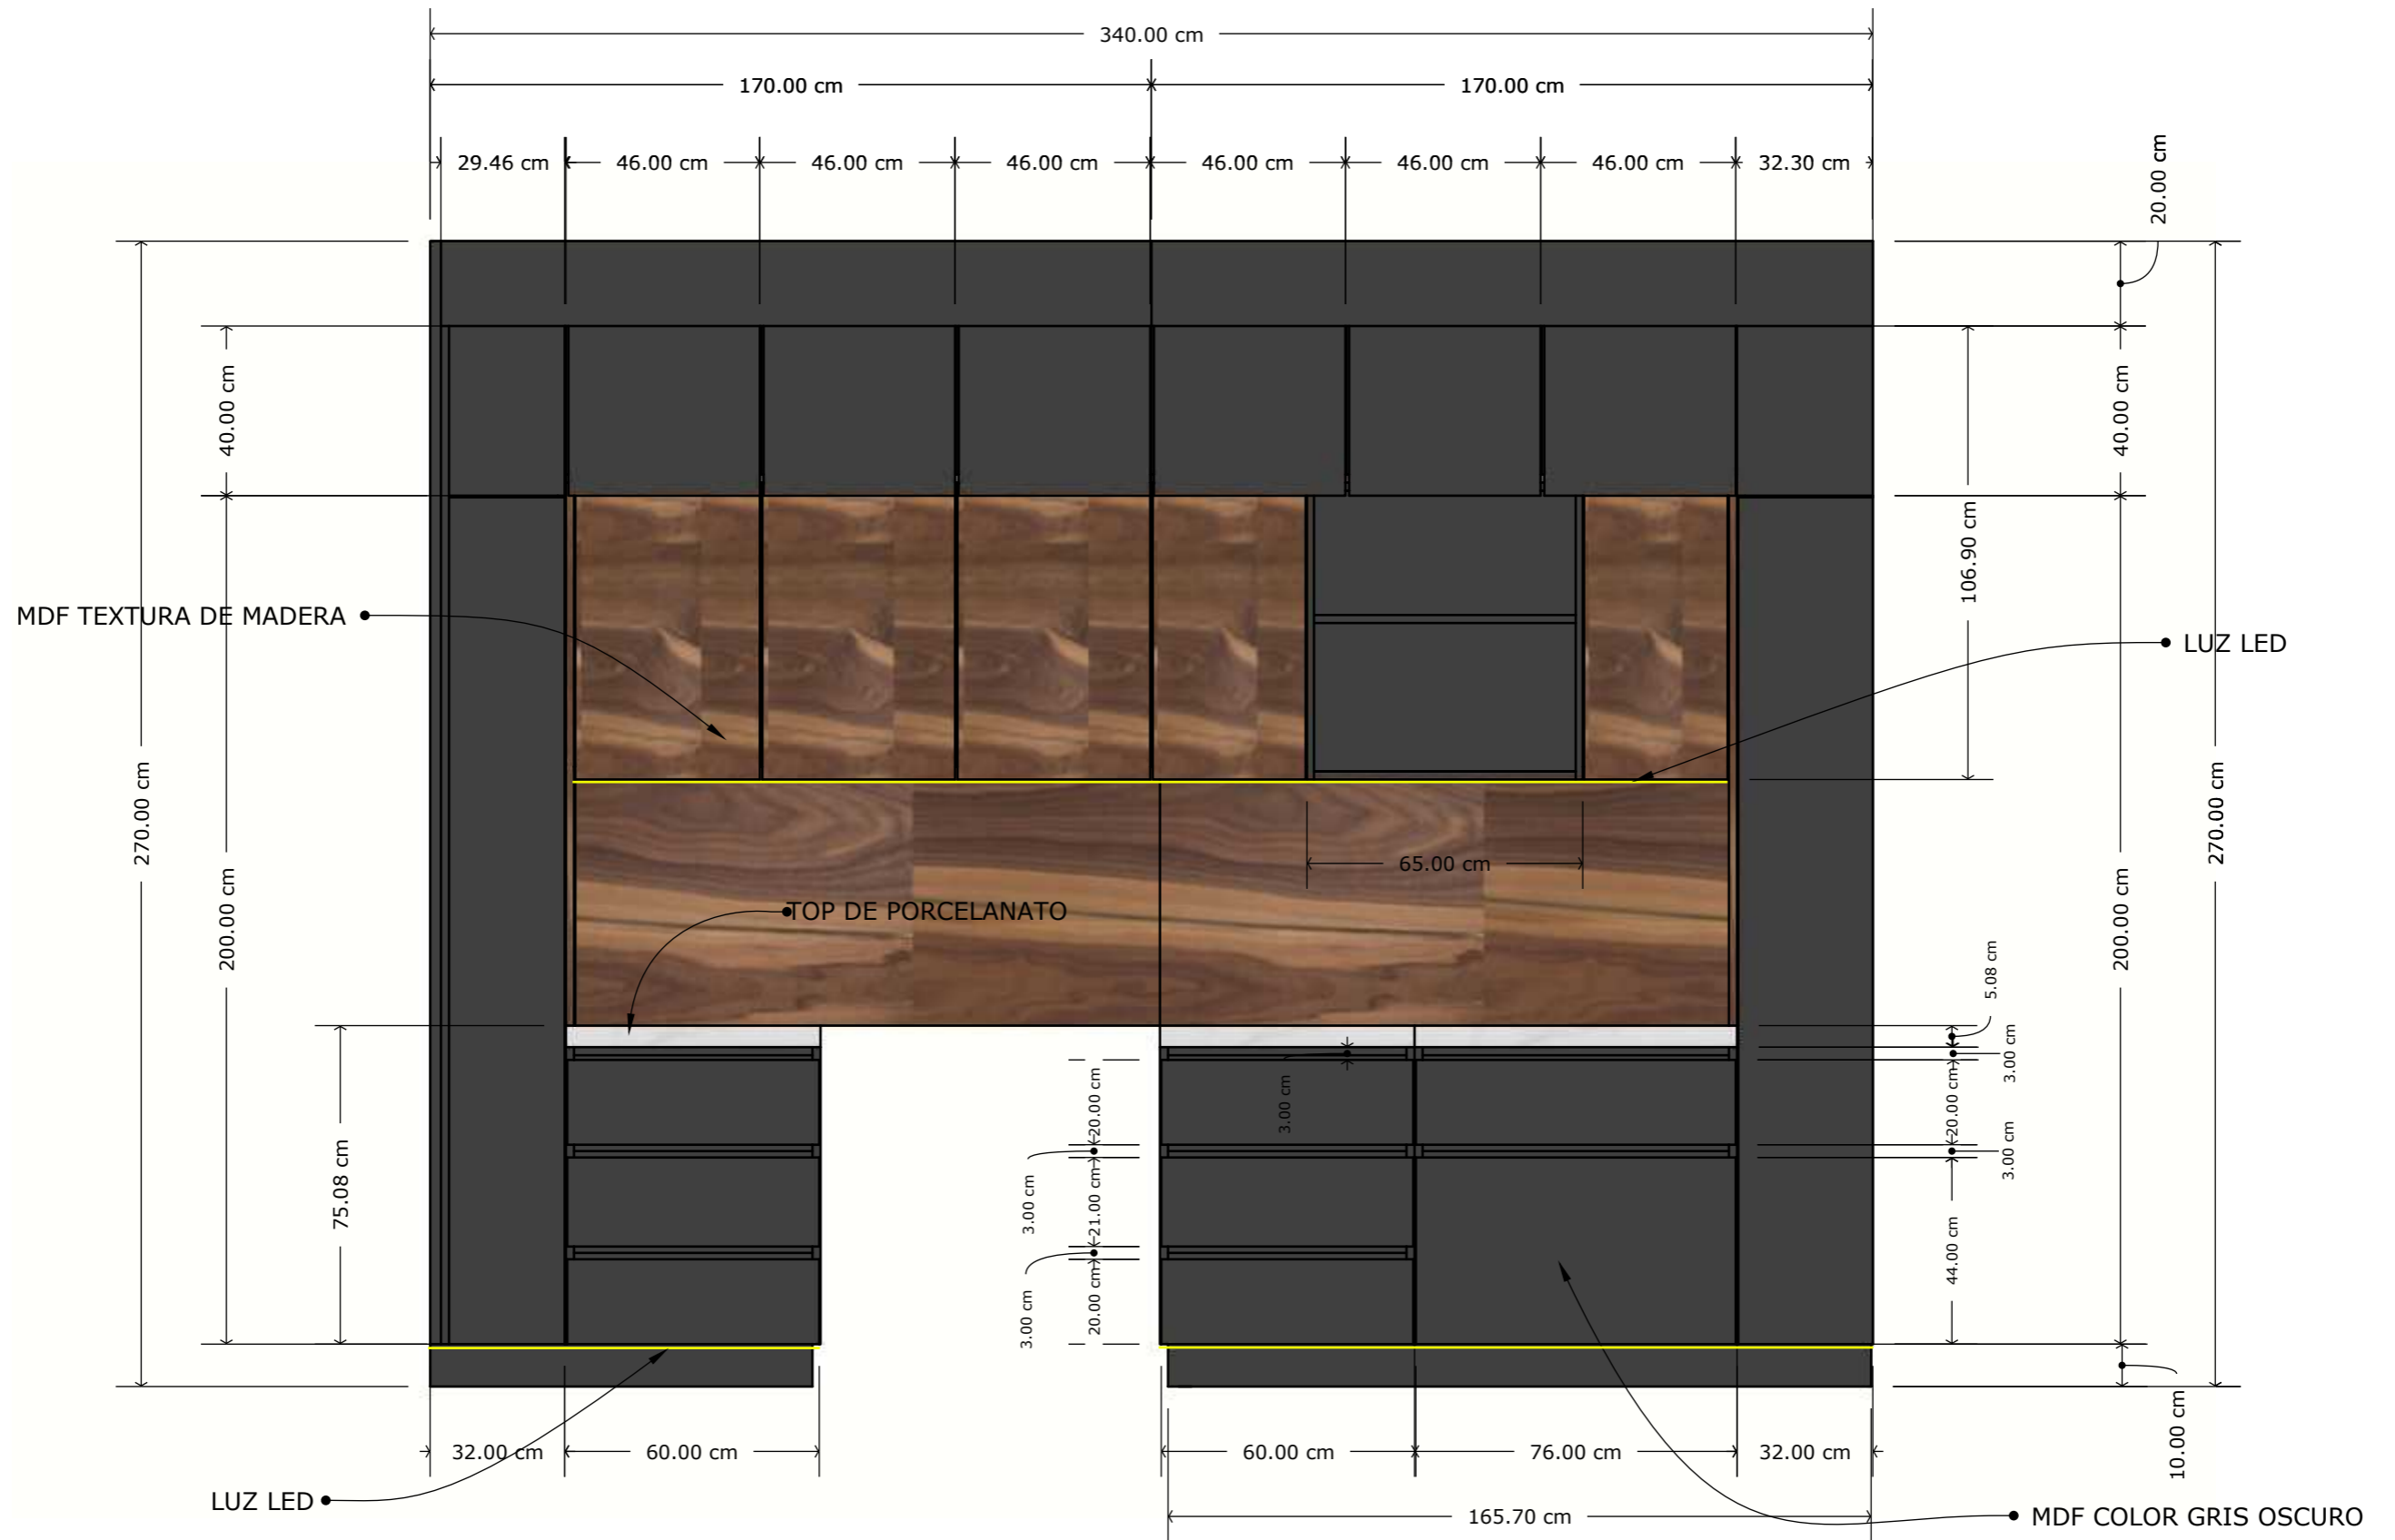 340.00 cm
170.00 cm
170.00 cm
29.46 cm
46.00 cm
46.00 cm
46.00 cm
46.00 cm
46.00 cm
46.00 cm
32.30 cm
20.00 cm
40.00 cm
40.00 cm
106.90 cm
MDF TEXTURA DE MADERA
LUZ LED
270.00 cm
270.00 cm
65.00 cm
TOP DE PORCELANATO
200.00 cm
200.00 cm
5.08 cm
3.00 cm
3.00 cm
20.00 cm
20.00 cm
3.00 cm
75.08 cm
3.00 cm
21.00 cm
44.00 cm
3.00 cm
20.00 cm
10.00 cm
32.00 cm
60.00 cm
60.00 cm
76.00 cm
32.00 cm
LUZ LED
165.70 cm
MDF COLOR GRIS OSCURO